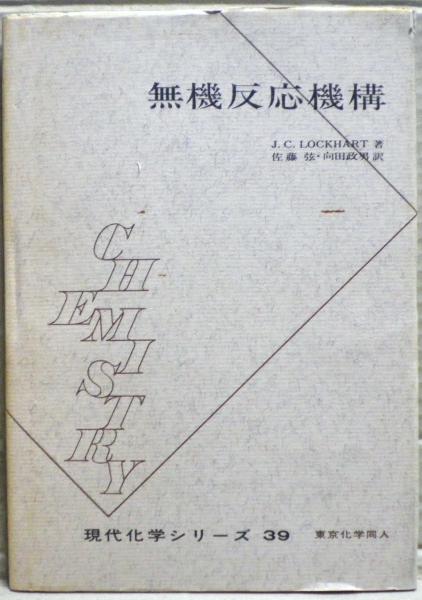 無機反応機構
J. C. LOCKHART 著
佐藤 弦・向田政男 訳
CHEMISTRY
現代化学シリーズ 39 東京化学同人